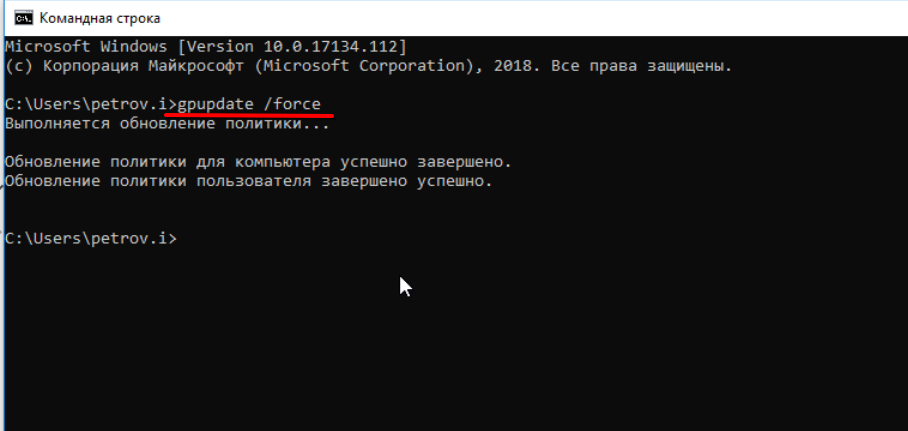 Командная строка
Microsoft Windows [Version 10.0.17134.112]
(c) Корпорация Майкрософт (Microsoft Corporation), 2018. Все права защищены.
C:\Users\petrov.i>gpupdate /force
Выполняется обновление политики...
Обновление политики для компьютера успешно завершено.
Обновление политики пользователя завершено успешно.
C:\Users\petrov.i>